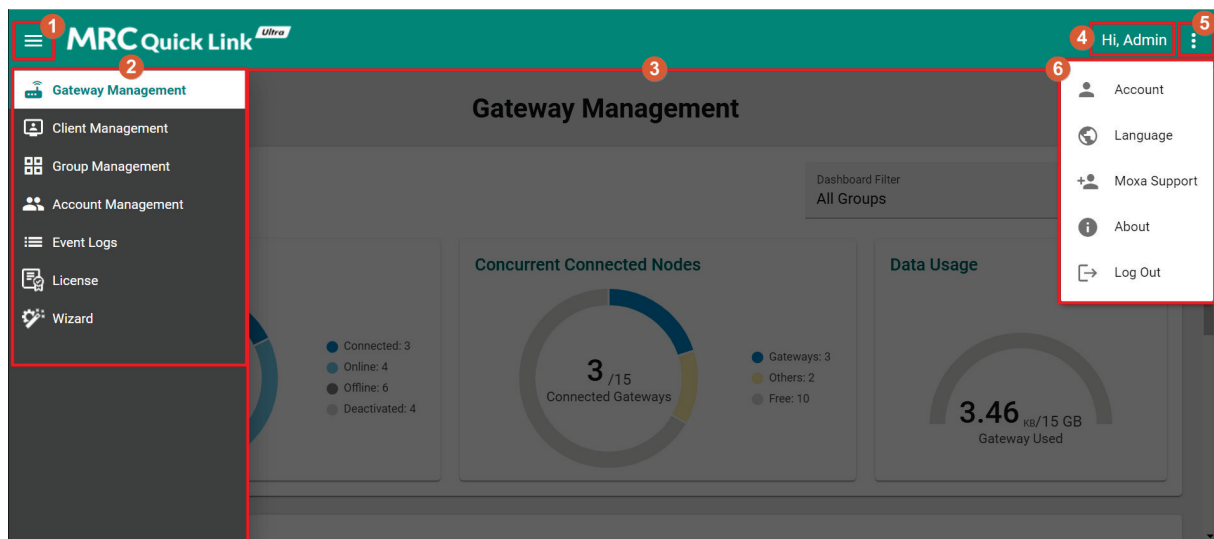 1
MRC Quick Link Ultra
4
Hi, Admin
5
2
Gateway Management
Client Management
Group Management
Account Management
Event Logs
License
Wizard
3
Gateway Management
Dashboard Filter
All Groups
Connected: 3
Online: 4
Offline: 6
Deactivated: 4
Concurrent Connected Nodes
3 /15
Connected Gateways
Gateways: 3
Others: 2
Free: 10
Data Usage
3.46 KB/15 GB
Gateway Used
6
Account
Language
Moxa Support
About
Log Out